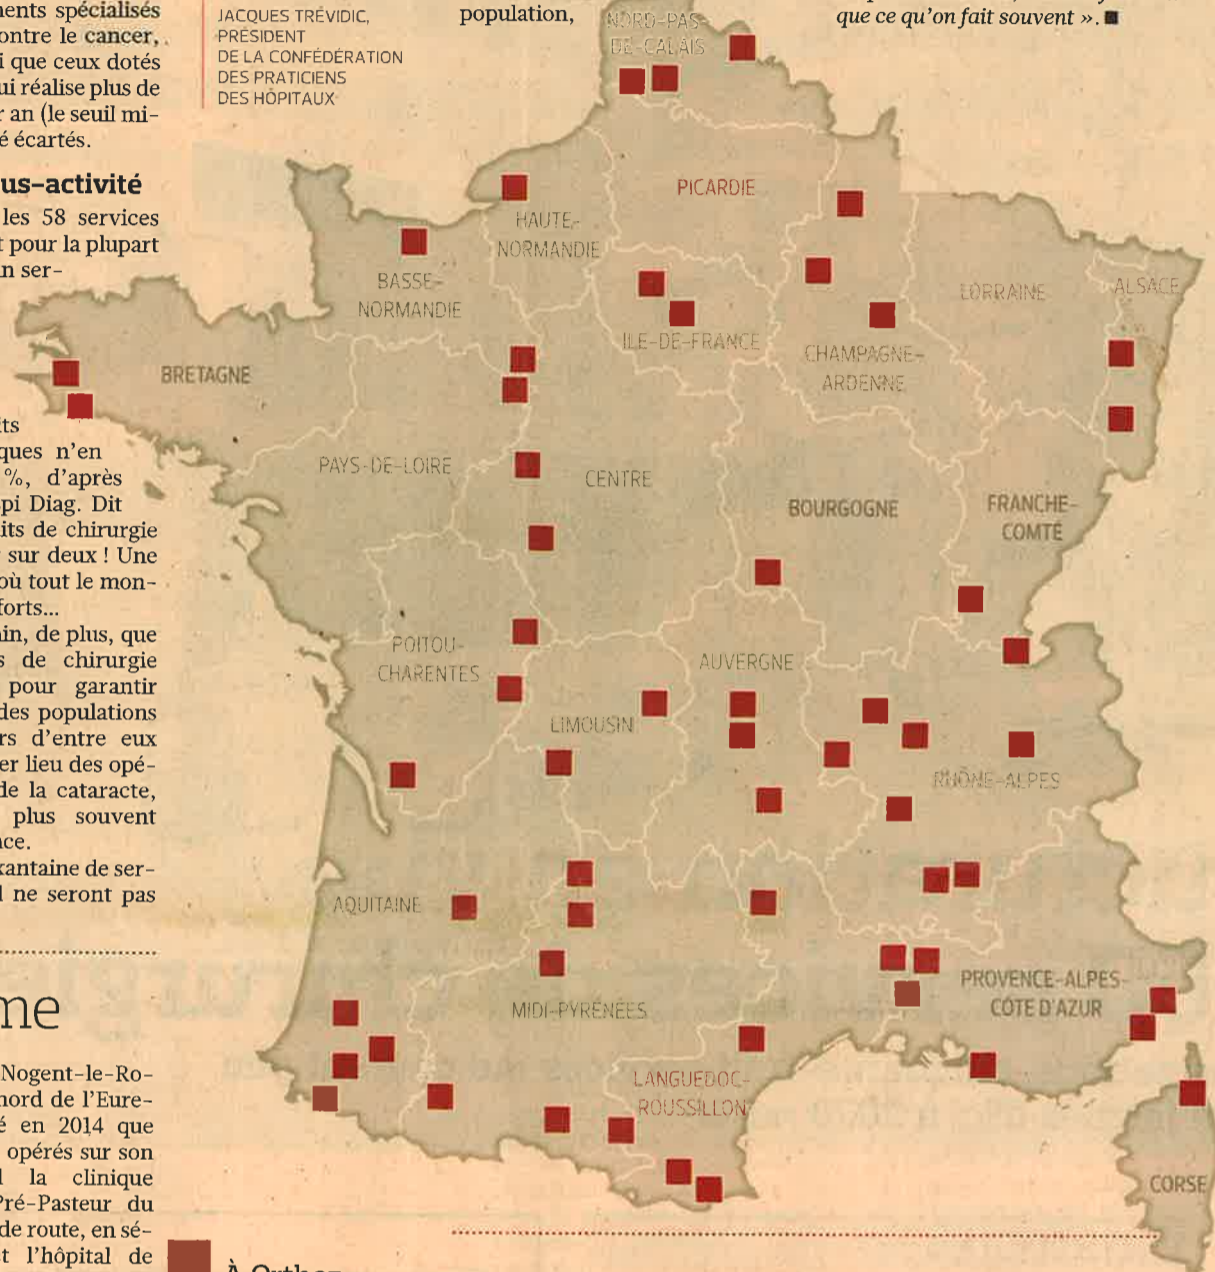 ments spécialisés
ontre le cancer,
i que ceux dotés
ui réalise plus de
r an (le seuil mi-
é écartés.
us-activité
les 58 services
t pour la plupart
n ser-
its
ques n'en
%, d'après
spi Diag. Dit
its de chirurgie
sur deux ! Une
où tout le mon-
forts...
ain, de plus, que
s de chirurgie
pour garantir
des populations
rs d'entre eux
er lieu des opé-
de la cataracte,
plus souvent
nce.
xantaine de ser-
l ne seront pas
me
Nogent-le-Ro-
nord de l'Eure-
é en 2014 que
opérés sur son
l la clinique
Pré-Pasteur du
de route, en sé-
t l'hôpital de
JACQUES TRÉVIDIC,
PRÉSIDENT
DE LA CONFÉDÉRATION
DES PRATICIENS
DES HÔPITAUX
population,
que ce qu'on fait souvent ». ■
NORD-PAS-
DE-CALAIS
PICARDIE
HAUTE-
NORMANDIE
BASSE-
NORMANDIE
ILE-DE-FRANCE
CHAMPAGNE-
ARDENNE
LORRAINE
ALSACE
BRETAGNE
PAYS-DE-LOIRE
CENTRE
BOURGOGNE
FRANCHE-
COMTÉ
POITOU-
CHARENTES
LIMOUSIN
AUVERGNE
RHÔNE-ALPES
AQUITAINE
MIDI-PYRÉNÉES
LANGUEDOC-
ROUSSILLON
PROVENCE-ALPES-
CÔTE D'AZUR
CORSE